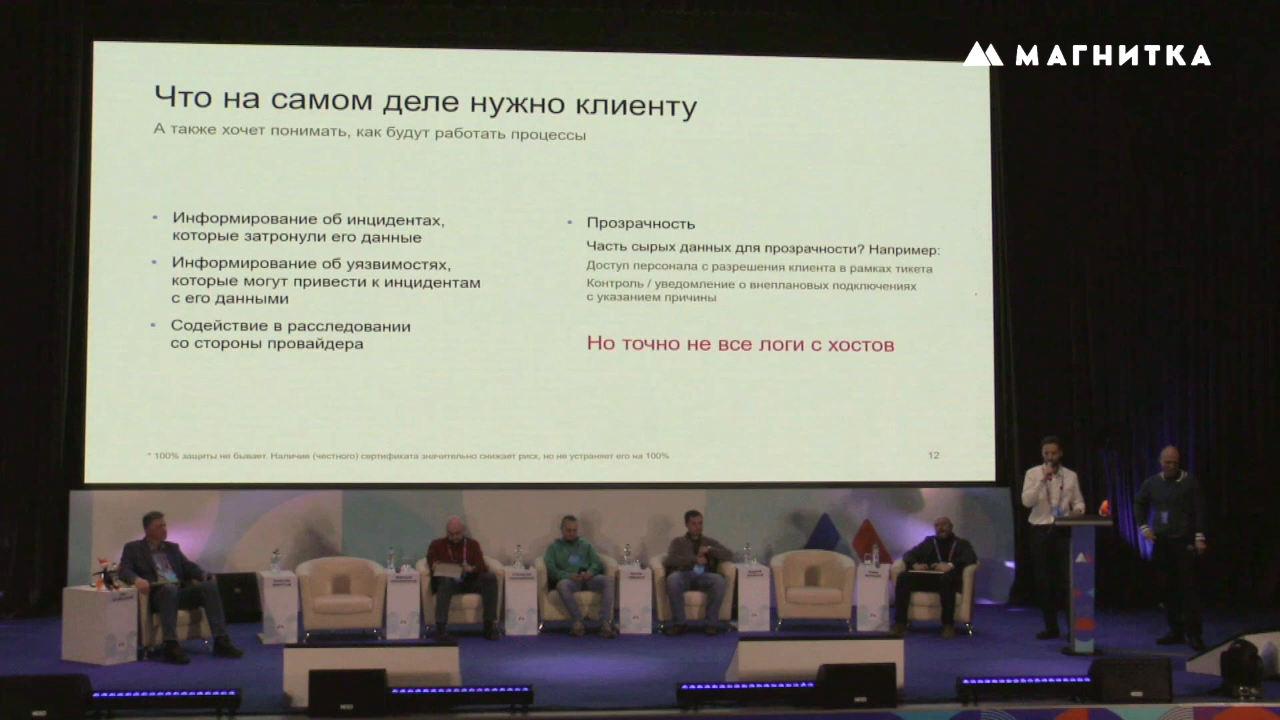 МАГНИТКА
Что на самом деле нужно клиенту
А также хочет понимать, как будут работать процессы
• Информирование об инцидентах,
которые затронули его данные
• Информирование об уязвимостях,
которые могут привести к инцидентам
с его данными
• Содействие в расследовании
со стороны провайдера
• Прозрачность
Часть сырых данных для прозрачности? Например:
Доступ персонала с разрешения клиента в рамках тикета
Контроль / уведомление о внеплановых подключениях
с указанием причины
Но точно не все логи с хостов
* 100% защиты не бывает. Наличие (честного) сертификата значительно снижает риск, но не устраняет его на 100%
12